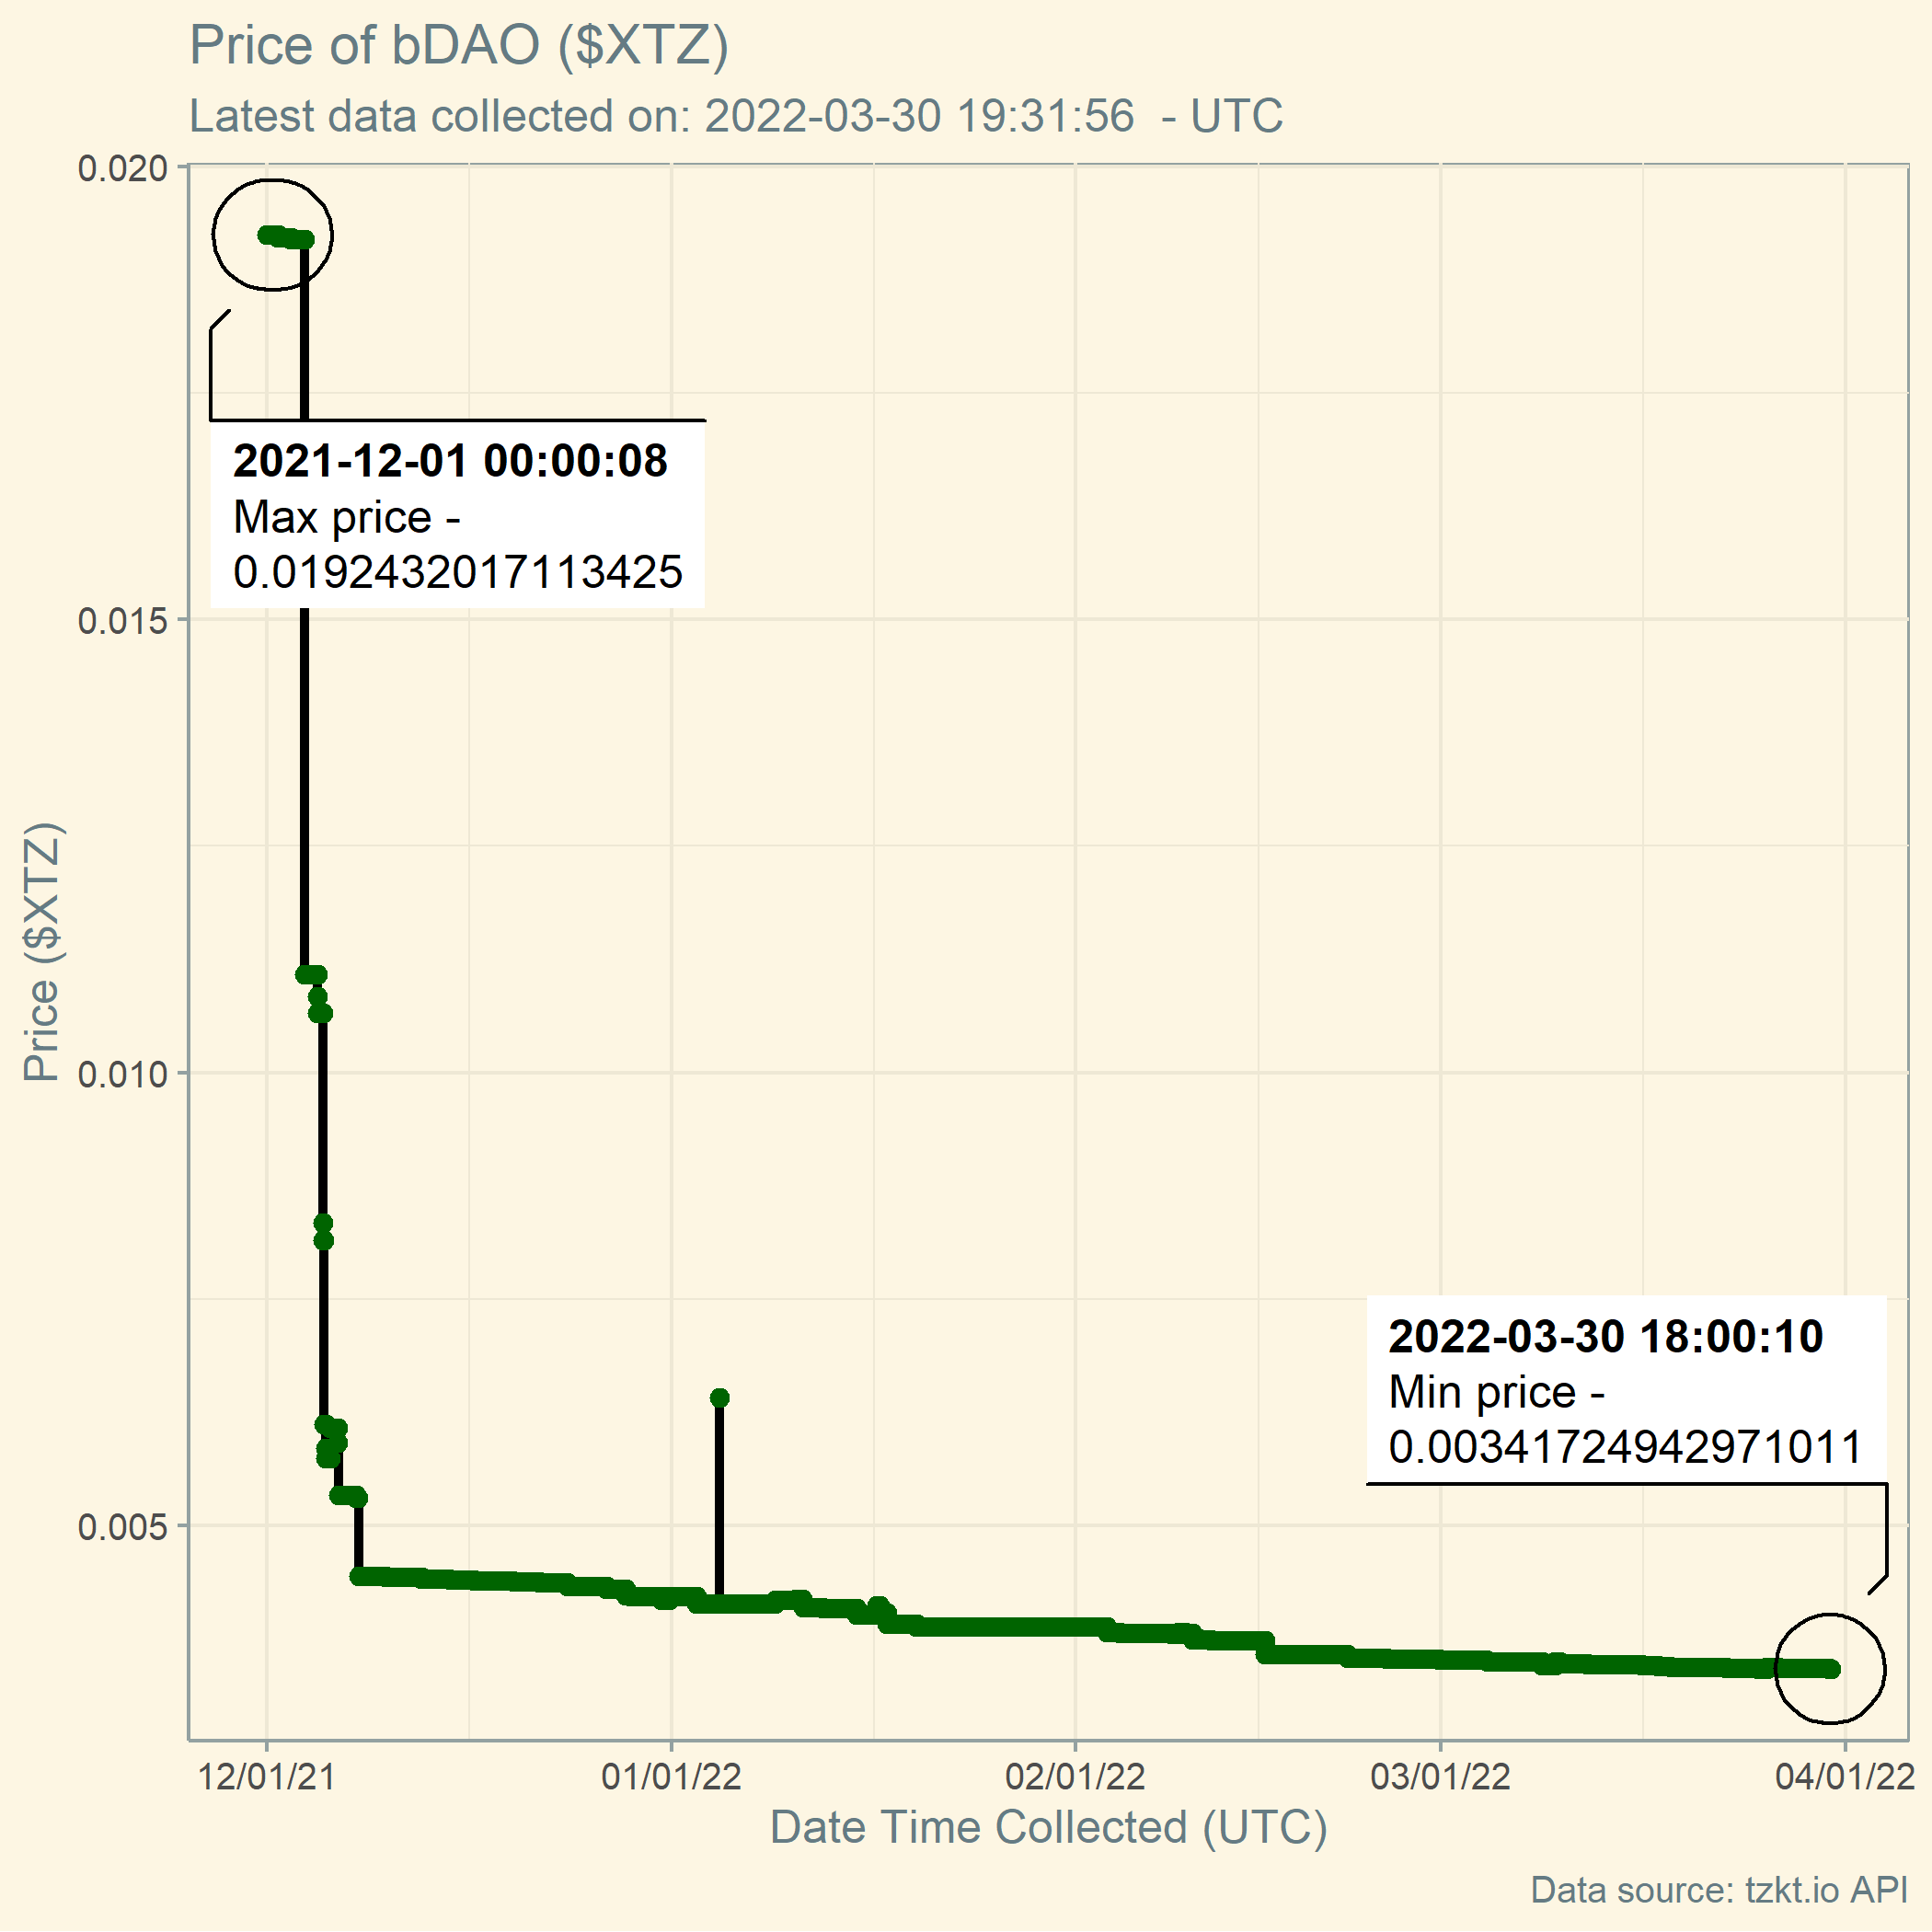 Price of bDAO ($XTZ)
Latest data collected on: 2022-03-30 19:31:56  - UTC
0.020
2021-12-01 00:00:08
Max price -
0.0192432017113425
0.015
Price ($XTZ)
0.010
2022-03-30 18:00:10
Min price -
0.00341724942971011
0.005
12/01/21 01/01/22 02/01/22 03/01/22 04/01/22
Date Time Collected (UTC)
Data source: tzkt.io API